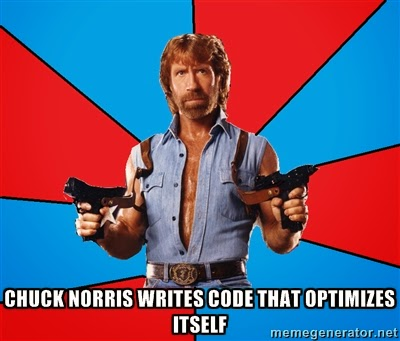 CHUCK NORRIS WRITES CODE THAT OPTIMIZES
ITSELF
memegenerator.net